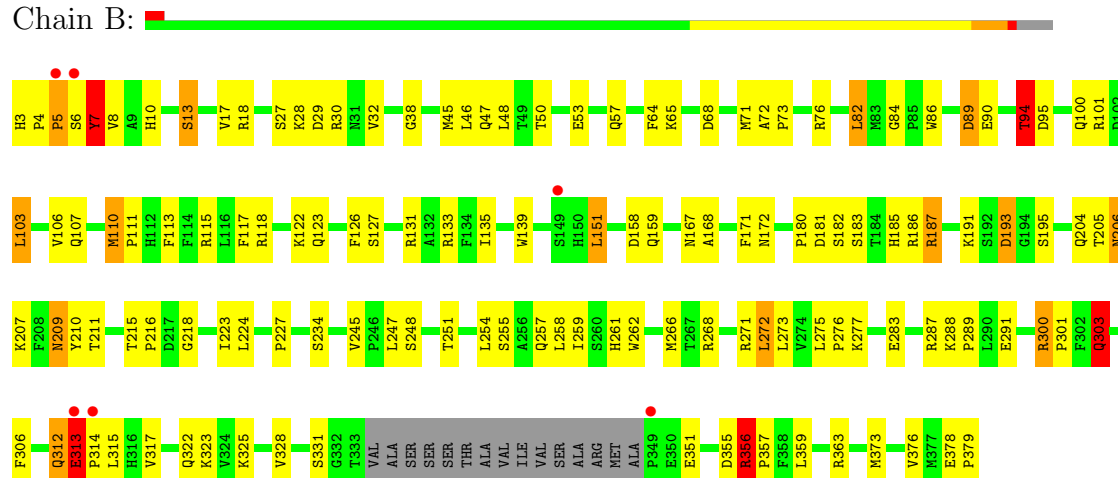 Chain B:
H3 P4 P5 S6 Y7 V8 A9 H10 S13 V17 R18 S27 K28 D29 R30 N31 V32 G38 M45 L46 Q47 L48 T49 T50 E53 Q57 F64 K65 D68 M71 A72 P73 R76 L82 M83 G84 P85 W86 D89 E90 T94 D95 Q100 R101 D102
L103 V106 Q107 M110 P111 H112 F113 F114 R115 L116 F117 R118 K122 Q123 F126 S127 R131 A132 R133 F134 I135 W139 S149 H150 L151 D158 Q159 N167 A168 F171 N172 P180 D181 S182 S183 T184 H185 R186 R187 K191 S192 D193 G194 S195 Q204 T205 N206
K207 F208 N209 Y210 T211 T215 P216 D217 G218 I223 L224 P227 S234 V245 P246 L247 S248 T251 L254 S255 A256 Q257 L258 I259 S260 H261 W262 M266 T267 R268 R271 L272 L273 V274 L275 P276 K277 E283 R287 K288 P289 L290 E291 R300 P301 F302 Q303
F306 Q312 E313 P314 L315 H316 V317 Q322 K323 V324 K325 V328 S331 G332 T333 VAL ALA SER SER SER THR ALA VAL ILE VAL SER ALA ARG MET ALA P349 E350 E351 D355 R356 P357 F358 L359 R363 M373 V376 M377 E378 P379